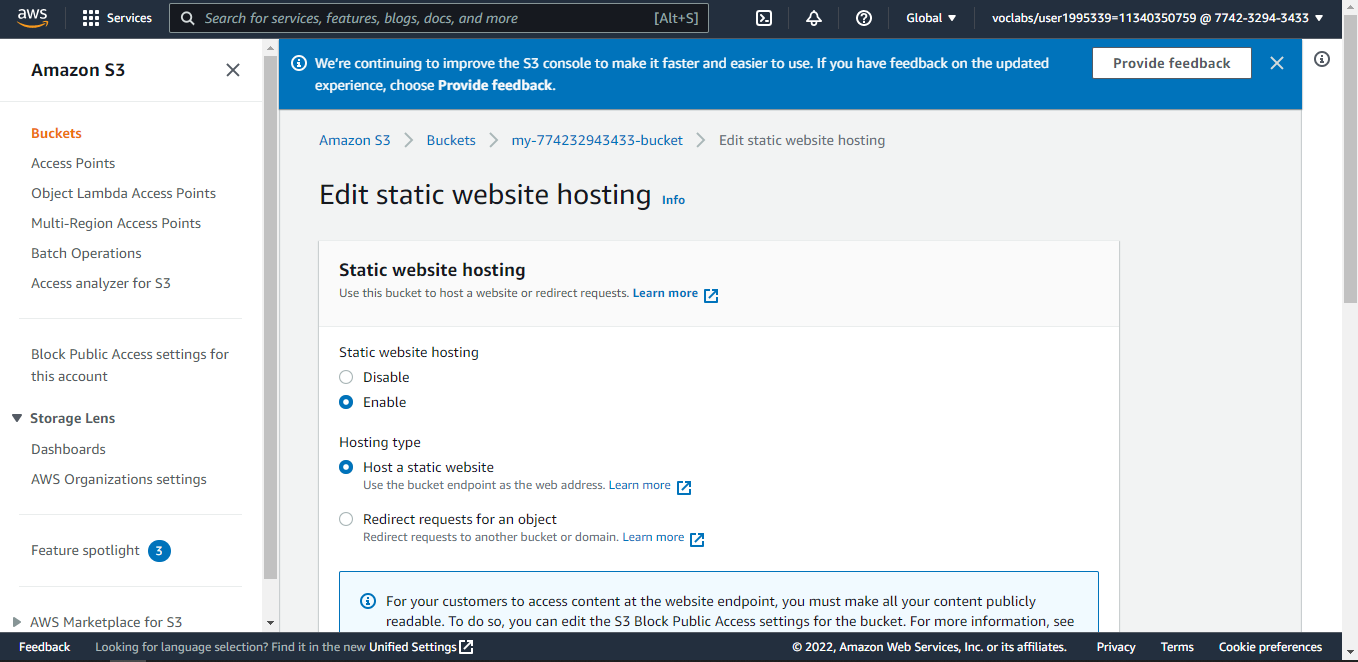 aws
Services
Search for services, features, blogs, docs, and more
[Alt+S]
Global
voclabs/user1995339=11340350759 @ 7742-3294-3433
Amazon S3
Buckets
Access Points
Object Lambda Access Points
Multi-Region Access Points
Batch Operations
Access analyzer for S3
Block Public Access settings for
this account
Storage Lens
Dashboards
AWS Organizations settings
Feature spotlight 3
AWS Marketplace for S3
We're continuing to improve the S3 console to make it faster and easier to use. If you have feedback on the updated
experience, choose Provide feedback.
Provide feedback
Amazon S3
Buckets
my-774232943433-bucket
Edit static website hosting
Edit static website hosting Info
Static website hosting
Use this bucket to host a website or redirect requests. Learn more
Static website hosting
Disable
Enable
Hosting type
Host a static website
Use the bucket endpoint as the web address. Learn more
Redirect requests for an object
Redirect requests to another bucket or domain. Learn more
For your customers to access content at the website endpoint, you must make all your content publicly
readable. To do so, you can edit the S3 Block Public Access settings for the bucket. For more information, see
Feedback
Looking for language selection? Find it in the new Unified Settings
© 2022, Amazon Web Services, Inc. or its affiliates.
Privacy
Terms
Cookie preferences